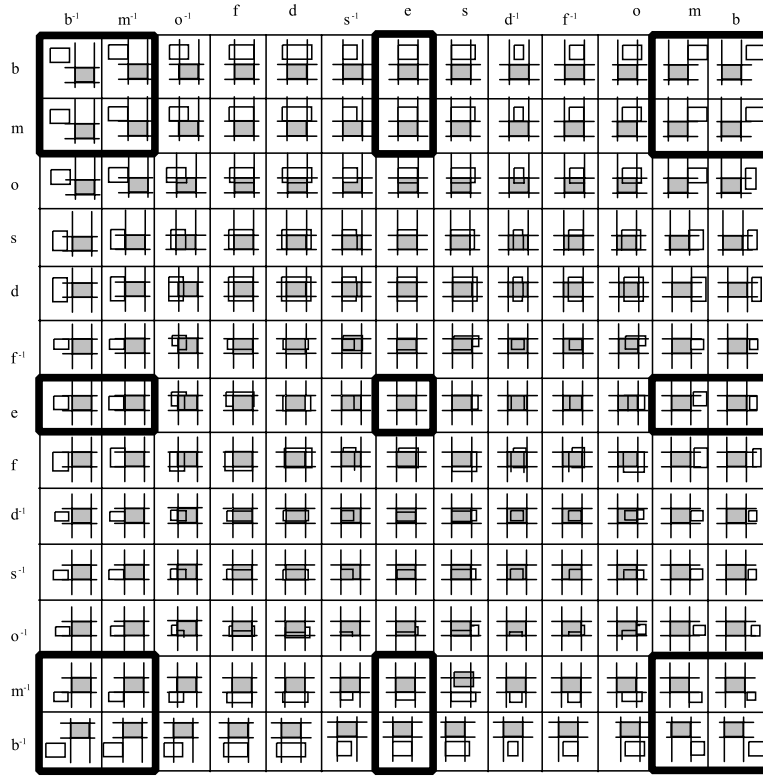 b⁻¹ m⁻¹ o⁻¹ f d s⁻¹ e s d⁻¹ f⁻¹ o m b
b
m
o
s
d
f⁻¹
e
f
d⁻¹
s⁻¹
o⁻¹
m⁻¹
b⁻¹